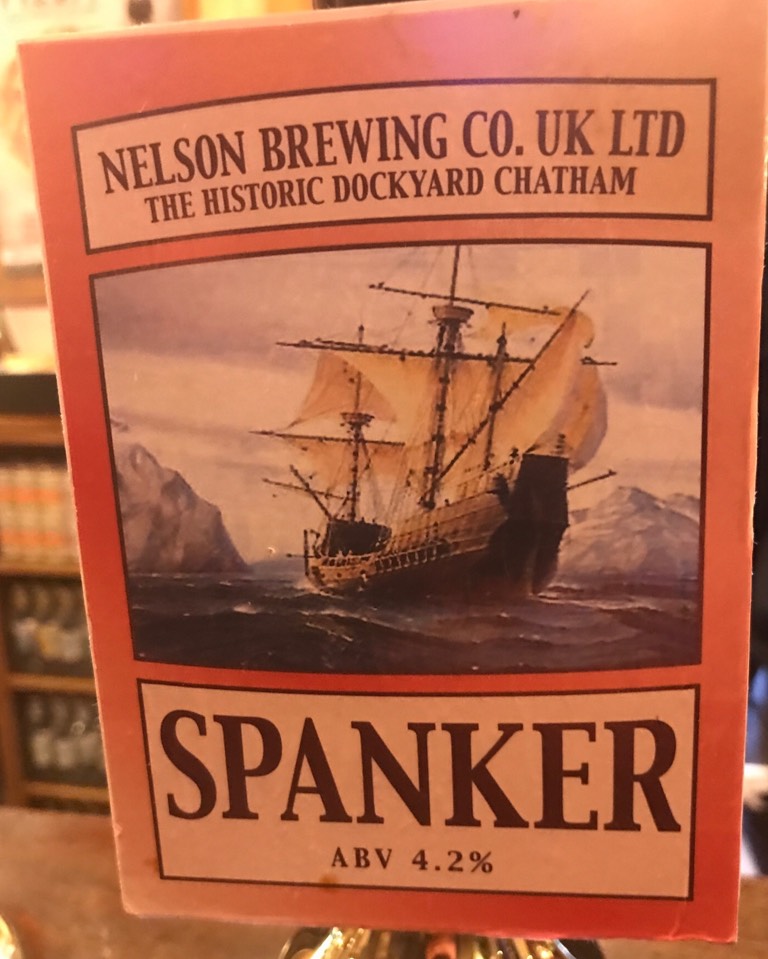 NELSON BREWING CO. UK LTD
THE HISTORIC DOCKYARD CHATHAM
SPANKER
ABV 4.2%